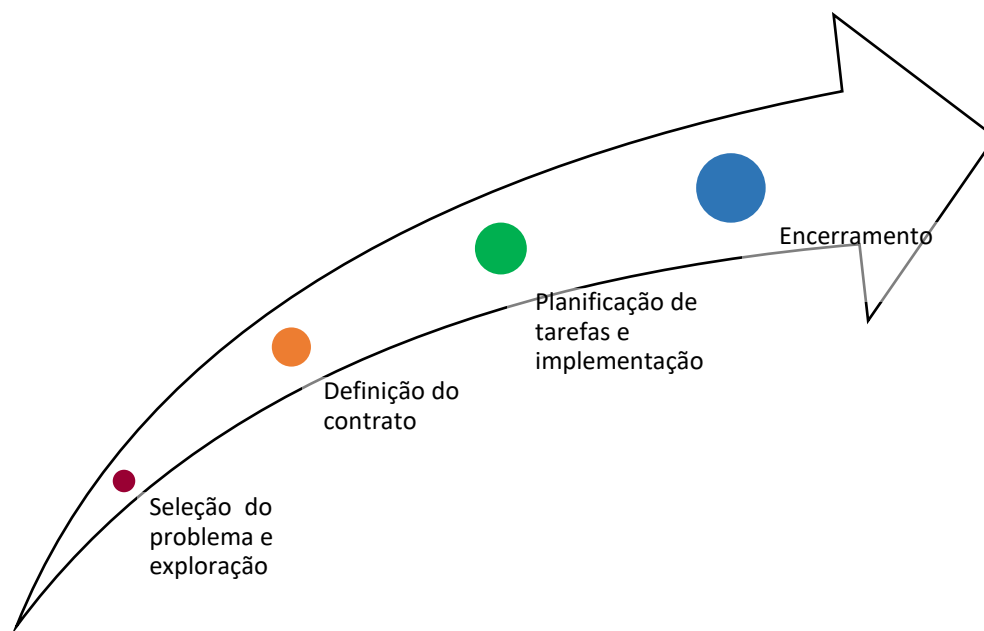 Seleção do
problema e
exploração
Definição do
contrato
Planificação de
tarefas e
implementação
Encerramento